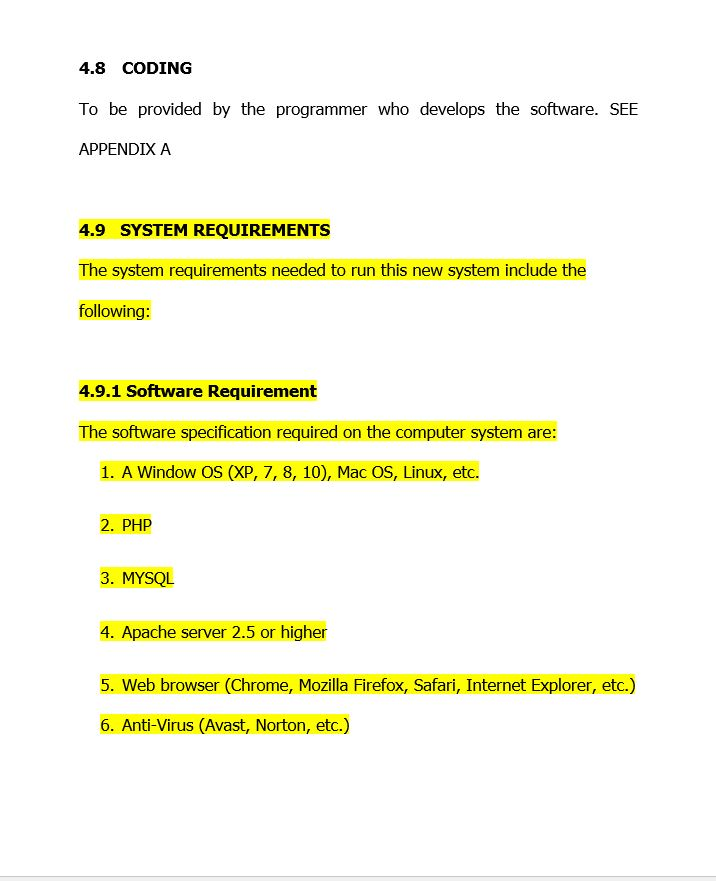 4.8 CODING
To be provided by the programmer who develops the software. SEE
APPENDIX A
4.9 SYSTEM REQUIREMENTS
The system requirements needed to run this new system include the
following:
4.9.1 Software Requirement
The software specification required on the computer system are:
1. A Window OS (XP, 7, 8, 10), Mac OS, Linux, etc.
2. PHP
3. MYSQL
4. Apache server 2.5 or higher
5. Web browser (Chrome, Mozilla Firefox, Safari, Internet Explorer, etc.)
6. Anti-Virus (Avast, Norton, etc.)